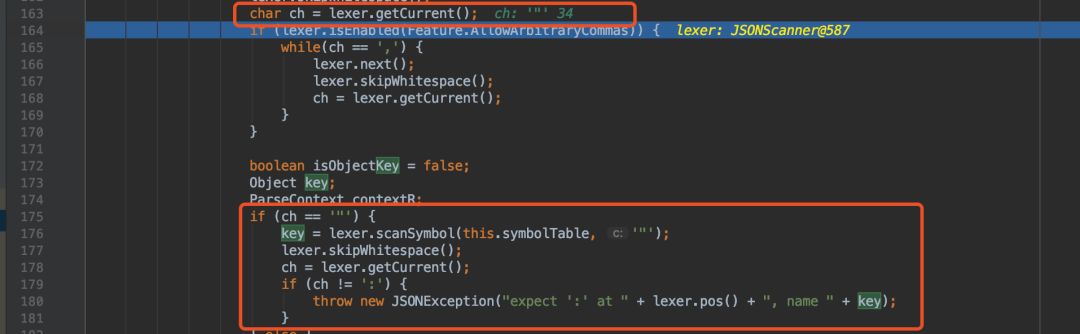 163 char ch = lexer.getCurrent(); ch: '"' 34
164 if (lexer.isEnabled(Feature.AllowArbitraryCommas)) { lexer: JSONScanner@587
165 while(ch == ',') {
166 lexer.next();
167 lexer.skipWhitespace();
168 ch = lexer.getCurrent();
169 }
170 }
171
172 boolean isObjectKey = false;
173 Object key;
174 ParseContext contextR;
175 if (ch == '"') {
176 key = lexer.scanSymbol(this.symbolTable, c: '"');
177 lexer.skipWhitespace();
178 ch = lexer.getCurrent();
179 if (ch != ':') {
180 throw new JSONException("expect ':' at " + lexer.pos() + ", name " + key);
181 }